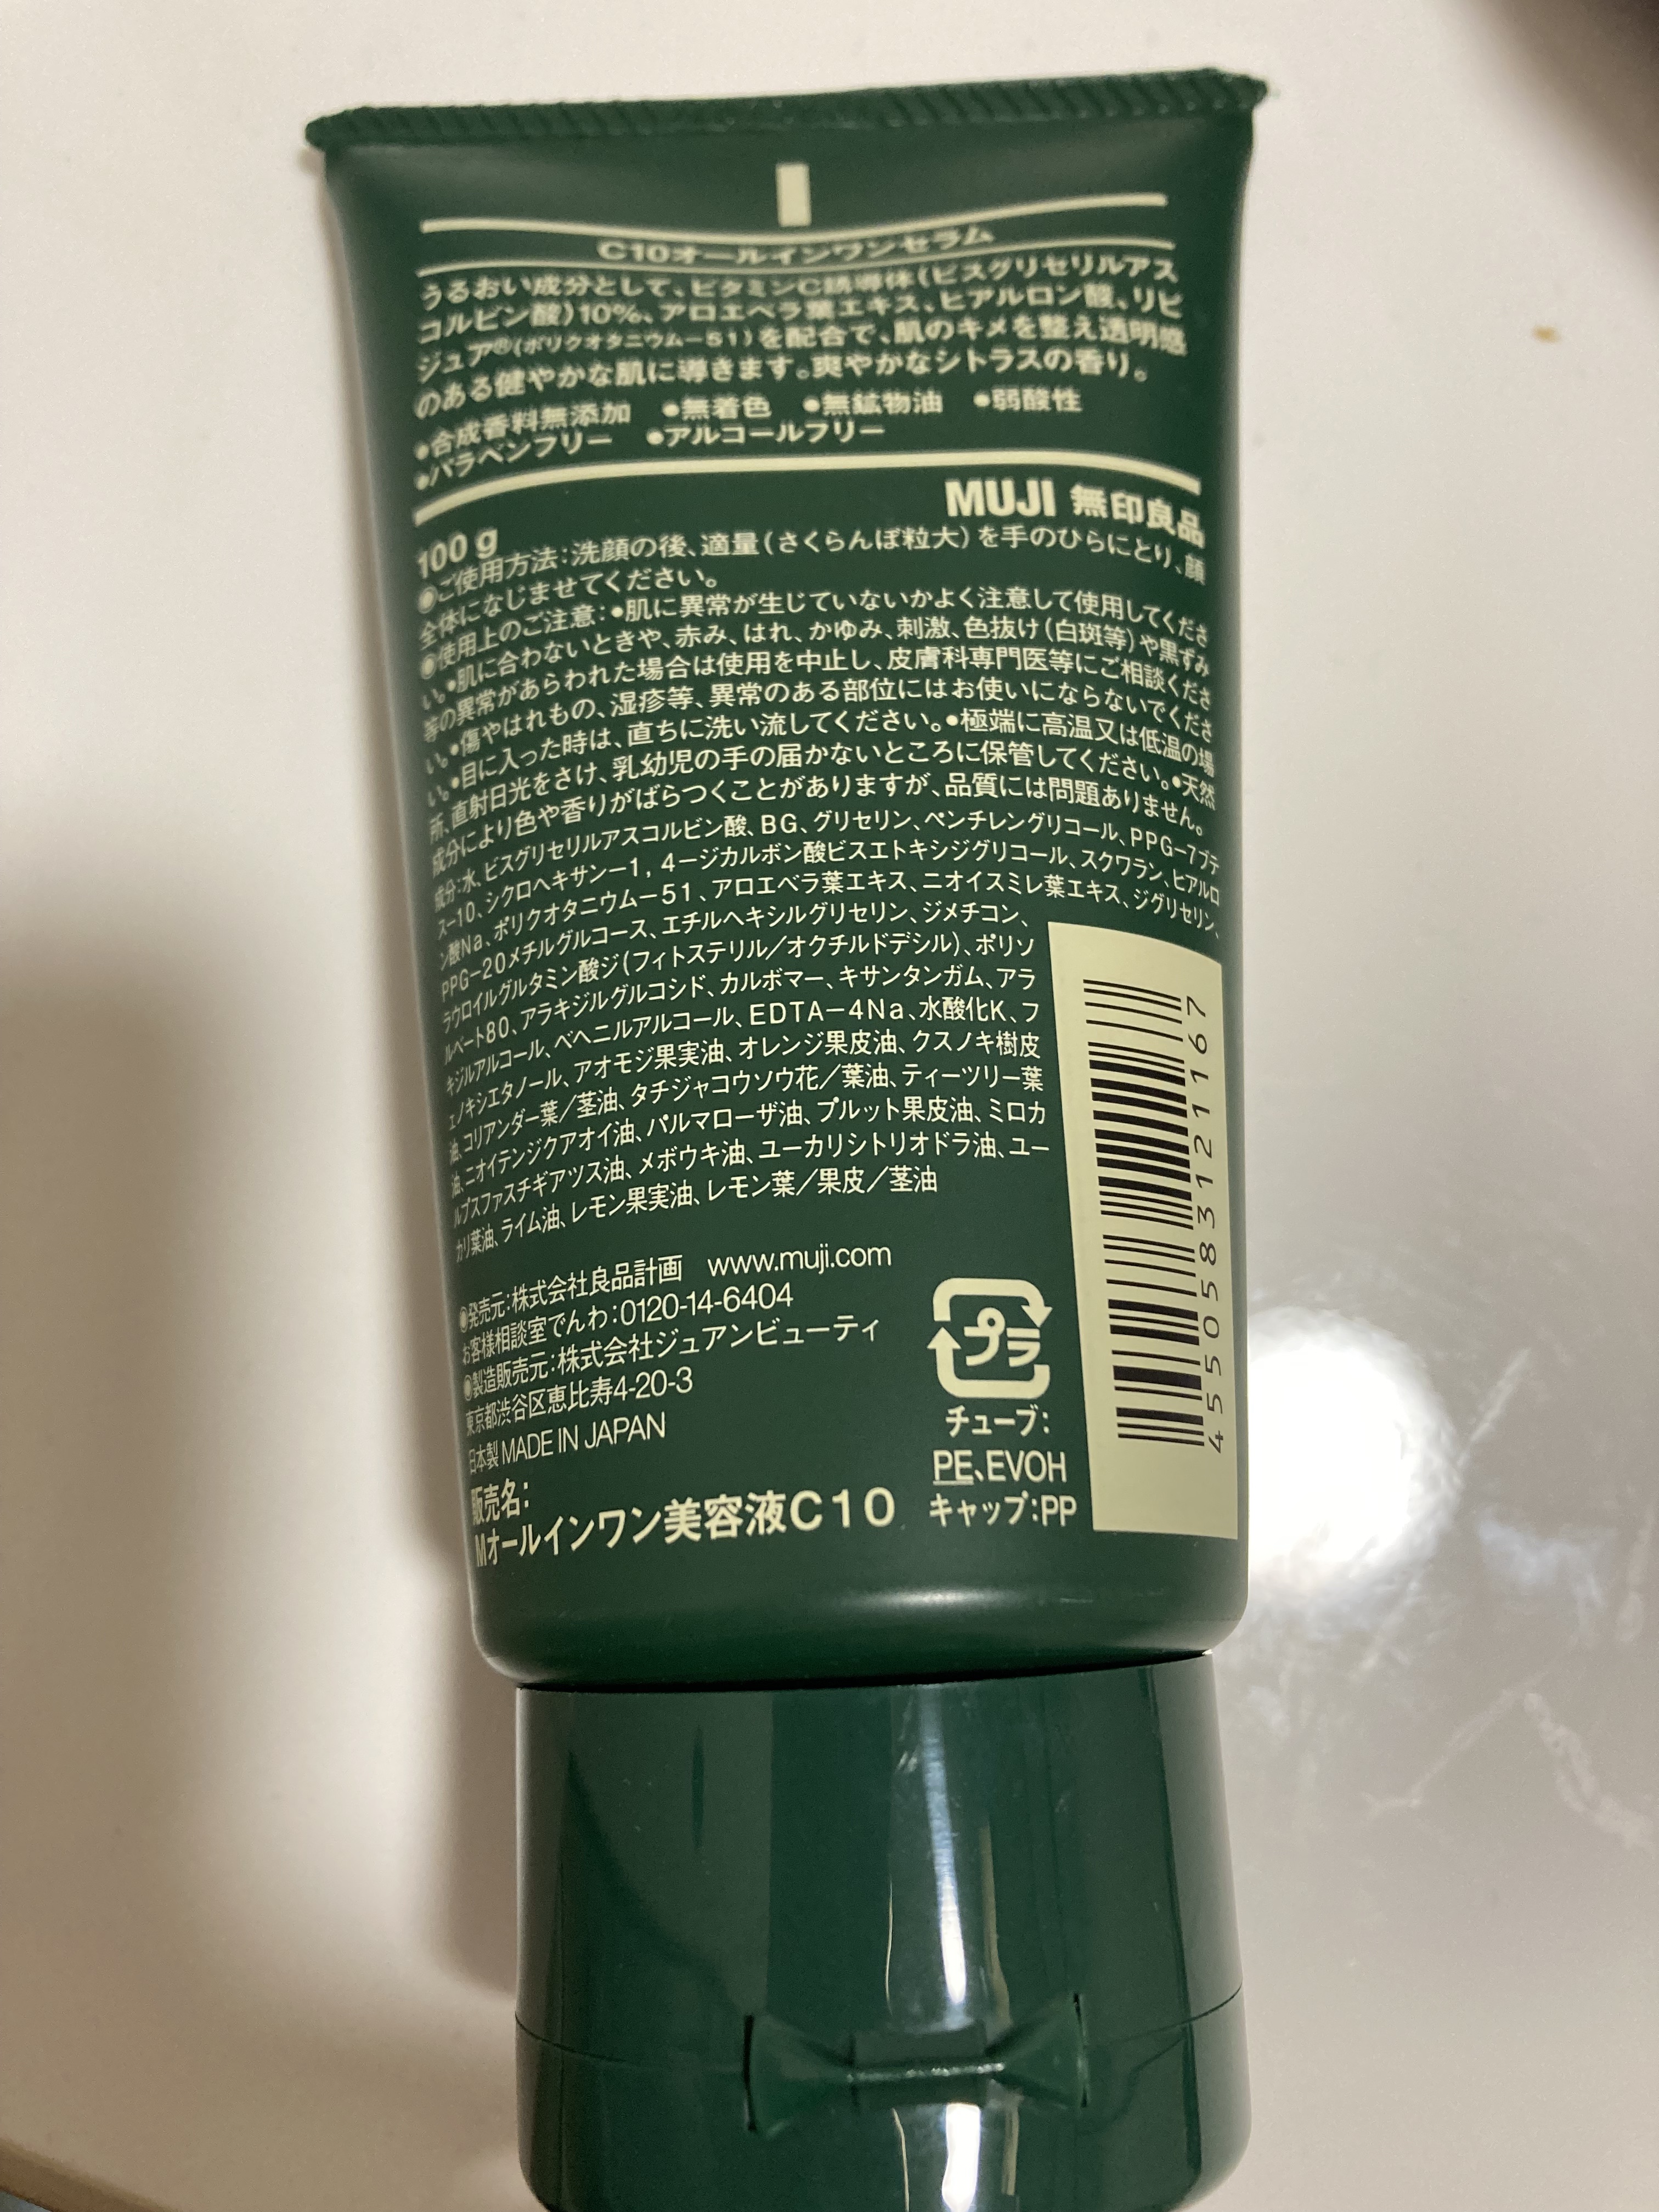 C10オールインワンセラム
うるおい成分として、ビタミンC誘導体(ビスグリセリルアス
コルビン酸)10%、アロエベラ葉エキス、ヒアルロン酸、リピ
ジュア®(ポリクオタニウム－51)を配合で、肌のキメを整え透明感
のある健やかな肌に導きます。爽やかなシトラスの香り。
●合成香料無添加 ●無着色 ●無鉱物油 ●弱酸性
●パラベンフリー ●アルコールフリー
MUJI 無印良品
100g
◉ご使用方法:洗顔の後、適量(さくらんぼ粒大)を手のひらにとり、顔
全体になじませてください。
◉使用上のご注意:●肌に異常が生じていないかよく注意して使用してくださ
い。●肌に合わないときや、赤み、はれ、かゆみ、刺激、色抜け(白斑等)や黒ずみ
等の異常があらわれた場合は使用を中止し、皮膚科専門医等にご相談くださ
い。●傷やはれもの、湿疹等、異常のある部位にはお使いにならないでくださ
い。●目に入った時は、直ちに洗い流してください。●極端に高温又は低温の場
所、直射日光をさけ、乳幼児の手の届かないところに保管してください。●天然
成分により色や香りがばらつくことがありますが、品質には問題ありません。
成分:水、ビスグリセリルアスコルビン酸、BG、グリセリン、ペンチレングリコール、PPG－7ブテ
ス－10、シクロヘキサン－1, 4－ジカルボン酸ビスエトキシジグリコール、スクワラン、ヒアルロ
ン酸Na、ポリクオタニウム－51、アロエベラ葉エキス、ニオイスミレ葉エキス、ジグリセリン、
PPG－20メチルグルコース、エチルヘキシルグリセリン、ジメチコン、
ラウロイルグルタミン酸ジ(フィトステリル/オクチルドデシル)、ポリソ
ルベート80、アラキジルグルコシド、カルボマー、キサンタンガム、アラ
キジルアルコール、ベヘニルアルコール、EDTA－4Na、水酸化K、フ
ェノキシエタノール、アオモジ果実油、オレンジ果皮油、クスノキ樹皮
油、コリアンダー葉/茎油、タチジャコウソウ花/葉油、ティーツリー葉
油、ニオイテンジクアオイ油、パルマローザ油、プルット果皮油、ミロカ
ルプスファスチギアツス油、メボウキ油、ユーカリシトリオドラ油、ユー
カリ葉油、ライム油、レモン果実油、レモン葉/果皮/茎油
◉発売元:株式会社良品計画 www.muji.com
お客様相談室でんわ:0120-14-6404
◉製造販売元:株式会社ジュアンビューティ
東京都渋谷区恵比寿4-20-3
日本製 MADE IN JAPAN
販売名:
Mオールインワン美容液C10
プラ
チューブ:
PE、EVOH
キャップ:PP
4550583121167